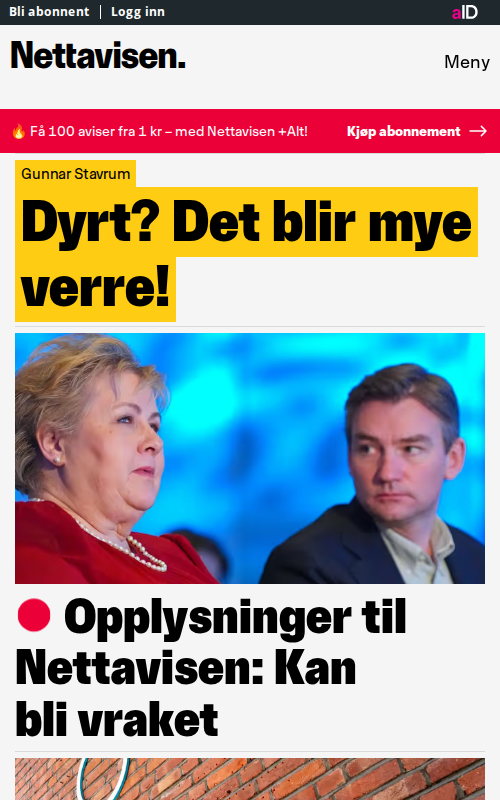 Bli abonnent | Logg inn
aID
Nettavisen.
Meny
🔥 Få 100 aviser fra 1 kr – med Nettavisen +Alt!
Kjøp abonnement →
Gunnar Stavrum
Dyrt? Det blir mye
verre!
Opplysninger til
Nettavisen: Kan
bli vraket